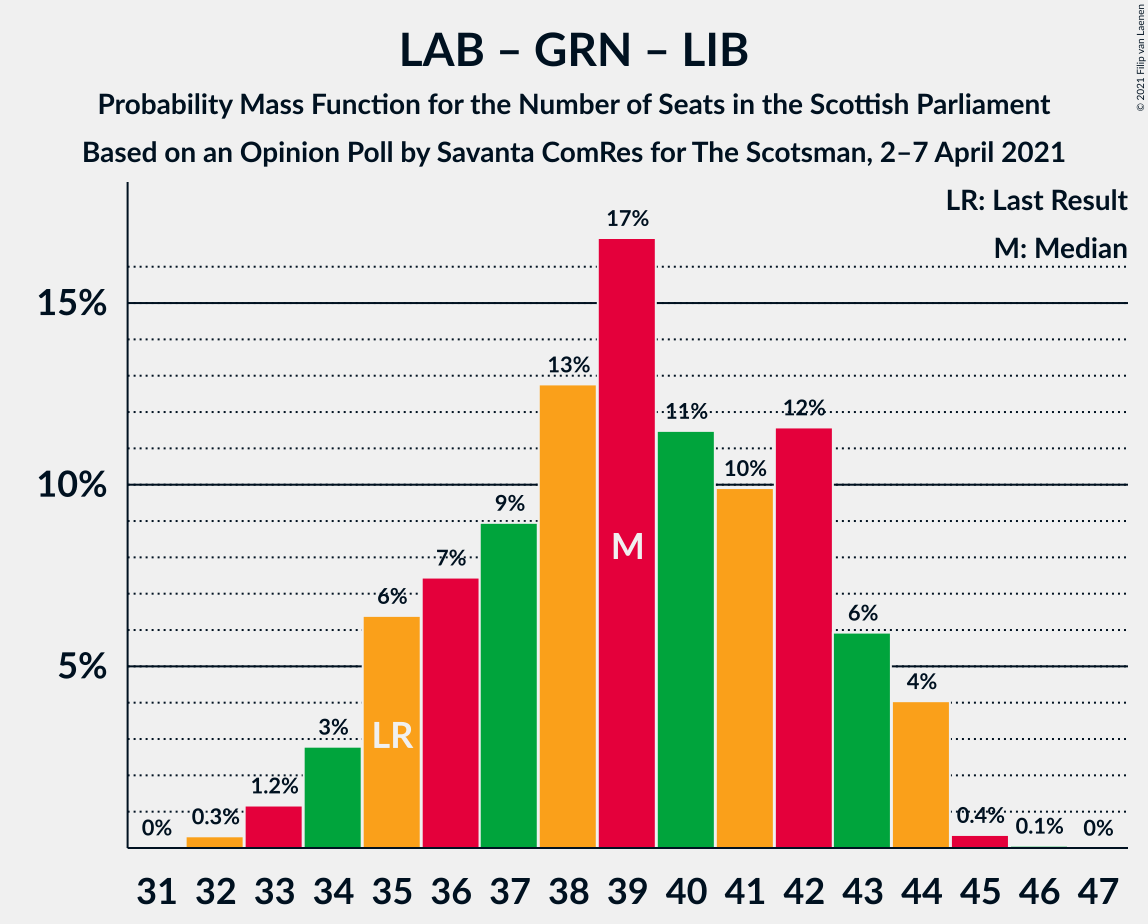 LAB – GRN – LIB
Probability Mass Function for the Number of Seats in the Scottish Parliament
Based on an Opinion Poll by Savanta ComRes for The Scotsman, 2–7 April 2021
© 2021 Filip van Laenen
LR: Last Result
M: Median
15%
10%
5%
0%
0.3%
1.2%
3%
6%
7%
9%
13%
17%
11%
10%
12%
6%
4%
0.4%
0.1%
0%
LR
M
31 32 33 34 35 36 37 38 39 40 41 42 43 44 45 46 47